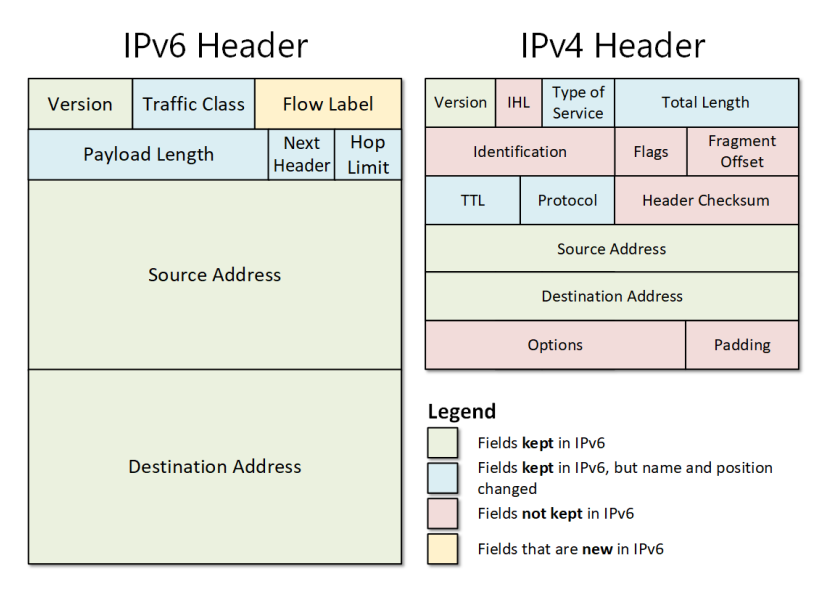 IPv6 Header
Version
Traffic Class
Flow Label
Payload Length
Next
Header
Hop
Limit
Source Address
Destination Address
IPv4 Header
Version
IHL
Type of
Service
Total Length
Identification
Flags
Fragment
Offset
TTL
Protocol
Header Checksum
Source Address
Destination Address
Options
Padding
Legend
Fields kept in IPv6
Fields kept in IPv6, but name and position
changed
Fields not kept in IPv6
Fields that are new in IPv6